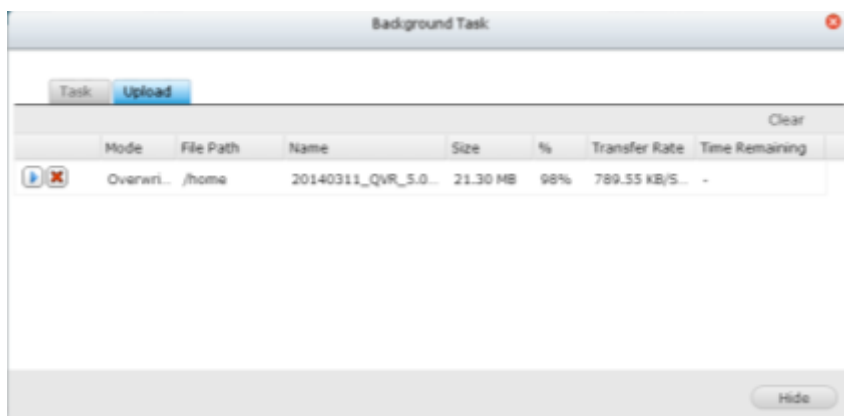 Background Task
Task Upload
Clear
Mode File Path Name Size % Transfer Rate Time Remaining
Overwri... /home 20140311_QVR_5.0... 21.30 MB 98% 789.55 KB/S... -
Hide